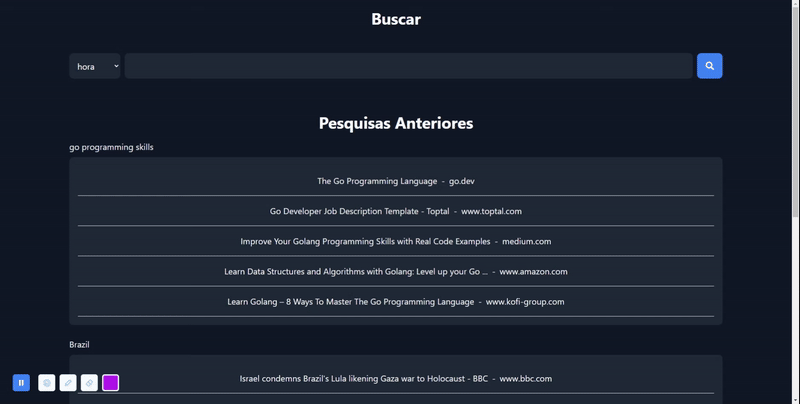 Buscar
hora
Pesquisas Anteriores
go programming skills
The Go Programming Language - go.dev
Go Developer Job Description Template - Toptal - www.toptal.com
Improve Your Golang Programming Skills with Real Code Examples - medium.com
Learn Data Structures and Algorithms with Golang: Level up your Go ... - www.amazon.com
Learn Golang – 8 Ways To Master The Go Programming Language - www.kofi-group.com
Brazil
Israel condemns Brazil's Lula likening Gaza war to Holocaust - BBC - www.bbc.com